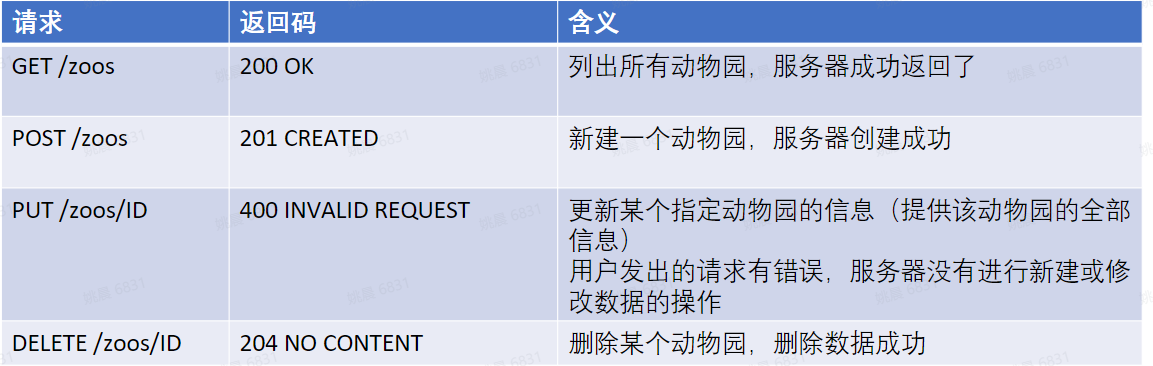 请求 返回码 含义
GET /zoos 200 OK 列出所有动物园，服务器成功返回了
POST /zoos 201 CREATED 新建一个动物园，服务器创建成功
PUT /zoos/ID 400 INVALID REQUEST 更新某个指定动物园的信息（提供该动物园的全部
信息）
用户发出的请求有错误，服务器没有进行新建或修
改数据的操作
DELETE /zoos/ID 204 NO CONTENT 删除某个动物园，删除数据成功